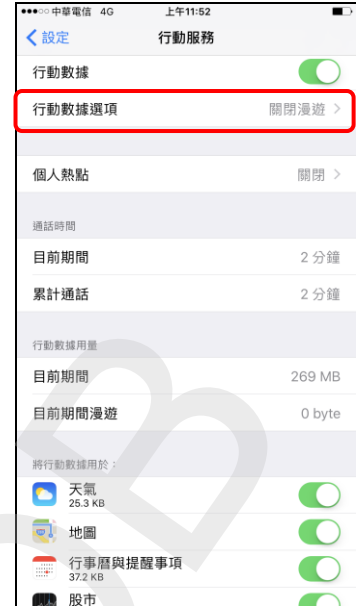 中華電信 4G 上午11:52
設定 行動服務
行動數據
行動數據選項 關閉漫遊
個人熱點 關閉
通話時間
目前期間 2 分鐘
累計通話 2 分鐘
行動數據用量
目前期間 269 MB
目前期間漫遊 0 byte
將行動數據用於：
天氣
25.3 KB
地圖
行事曆與提醒事項
37.2 KB
股市